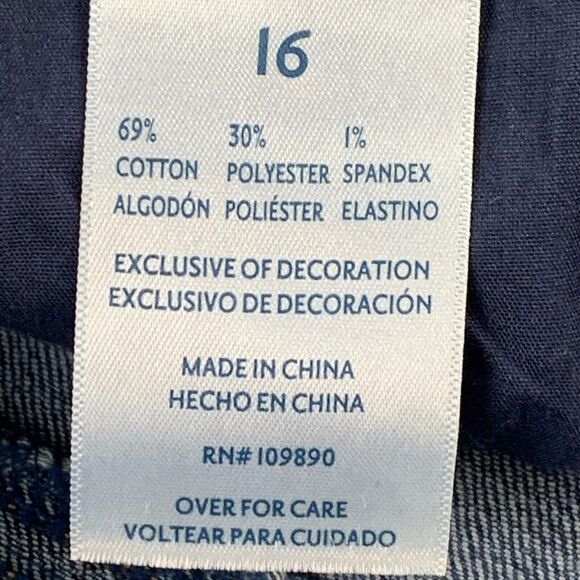 16
69% 30% 1%
COTTON POLYESTER SPANDEX
ALGODÓN POLIÉSTER ELASTINO
EXCLUSIVE OF DECORATION
EXCLUSIVO DE DECORACIÓN
MADE IN CHINA
HECHO EN CHINA
RN# 109890
OVER FOR CARE
VOLTEAR PARA CUIDADO